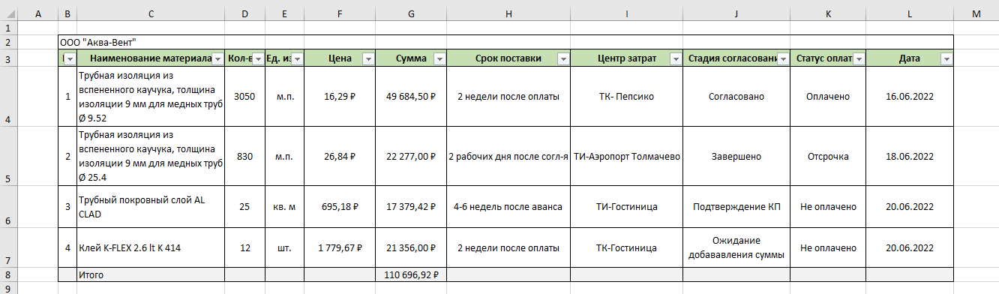 A B C D E F G H I J K L M
1
2 ООО "Аква-Вент"
3 Наименование материала Кол-в Ед. из Цена Сумма Срок поставки Центр затрат Стадия согласовани Статус оплат Дата
Трубная изоляция из
вспененного каучука, толщина
изоляции 9 мм для медных труб
Ø 9.52
4 1 3050 м.п. 16,29 ₽ 49 684,50 ₽ 2 недели после оплаты ТК- Пепсико Согласовано Оплачено 16.06.2022
Трубная изоляция из
вспененного каучука, толщина
изоляции 9 мм для медных труб
Ø 25.4
5 2 830 м.п. 26,84 ₽ 22 277,00 ₽ 2 рабочих дня после согл-я ТИ-Аэропорт Толмачево Завершено Отсрочка 18.06.2022
Трубный покровный слой AL
CLAD
6 3 25 кв. м 695,18 ₽ 17 379,42 ₽ 4-6 недель после аванса ТИ-Гостиница Подтверждение КП Не оплачено 20.06.2022
7 4 Клей K-FLEX 2.6 lt K 414 12 шт. 1 779,67 ₽ 21 356,00 ₽ 2 недели после оплаты ТК-Гостиница Ожидание
добававления суммы Не оплачено 20.06.2022
8 Итого 110 696,92 ₽
9